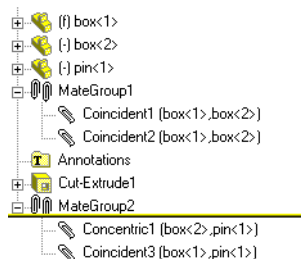 (f) box<1>
(-) box<2>
(-) pin<1>
MateGroup1
Coincident1 (box<1>,box<2>)
Coincident2 (box<1>,box<2>)
Annotations
Cut-Extrude1
MateGroup2
Concentric1 (box<2>,pin<1>)
Coincident3 (box<1>,pin<1>)